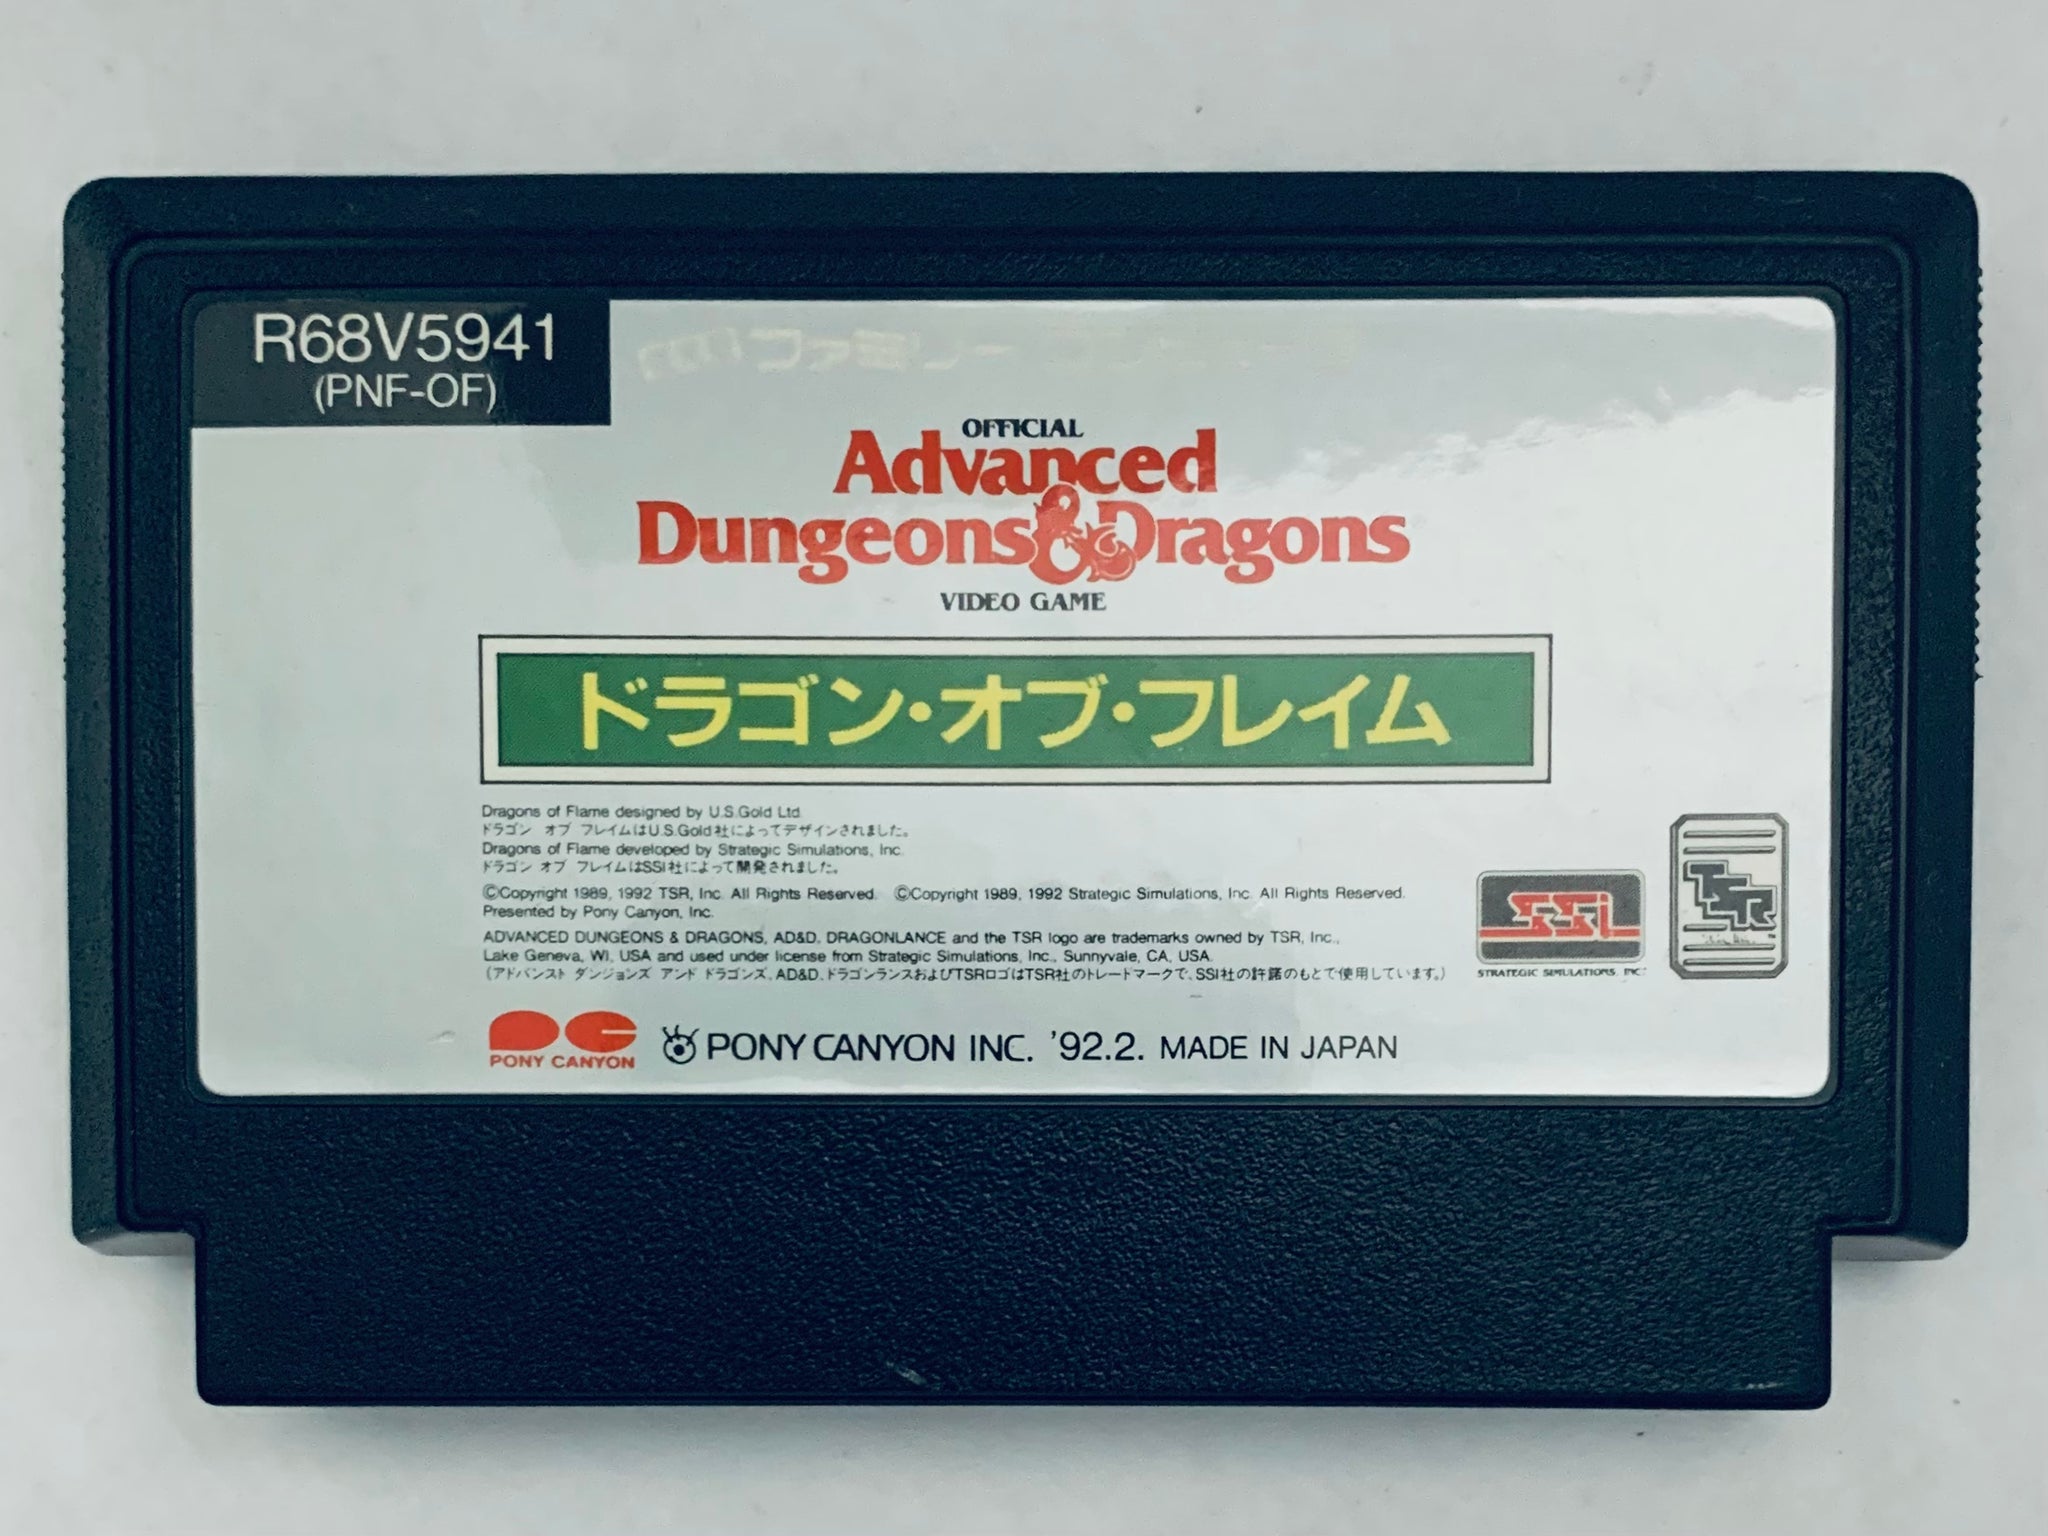 R68V5941
(PNF-OF)
ファミリー
OFFICIAL
Advanced
Dungeons & Dragons
VIDEO GAME
ドラゴン・オブ・フレイム
Dragons of Flame designed by U.S.Gold Ltd.
ドラゴン オブ フレイムはU.S.Gold社によってデザインされました。
Dragons of Flame developed by Strategic Simulations, Inc.
ドラゴン オブ フレイムはSSI社によって開発されました。
©Copyright 1989, 1992 TSR, Inc. All Rights Reserved. ©Copyright 1989, 1992 Strategic Simulations, Inc. All Rights Reserved.
Presented by Pony Canyon, Inc.
ADVANCED DUNGEONS & DRAGONS, AD&D, DRAGONLANCE and the TSR logo are trademarks owned by TSR, Inc.,
Lake Geneva, WI, USA and used under license from Strategic Simulations, Inc., Sunnyvale, CA, USA.
(アドバンスト ダンジョンズ アンド ドラゴンズ, AD&D, ドラゴンランスおよびTSRロゴはTSR社のトレードマークで、SSI社の許諾のもとで使用しています。)
SSI
STRATEGIC SIMULATIONS, INC.
TSR
PONY CANYON
PONY CANYON INC. '92.2. MADE IN JAPAN